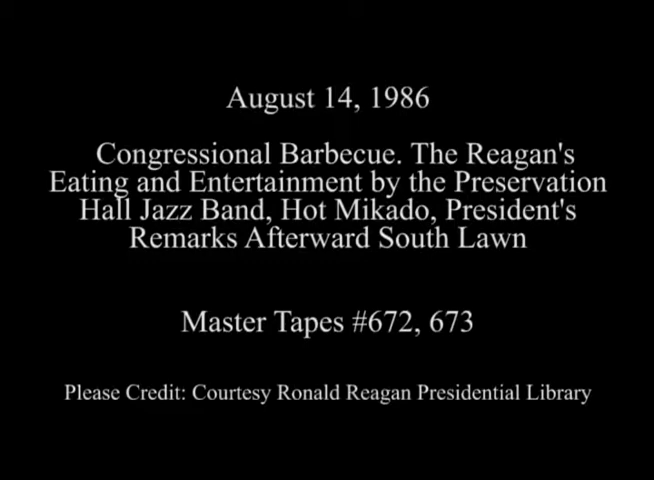 August 14, 1986
Congressional Barbecue. The Reagan's
Eating and Entertainment by the Preservation
Hall Jazz Band, Hot Mikado, President's
Remarks Afterward South Lawn
Master Tapes #672, 673
Please Credit: Courtesy Ronald Reagan Presidential Library